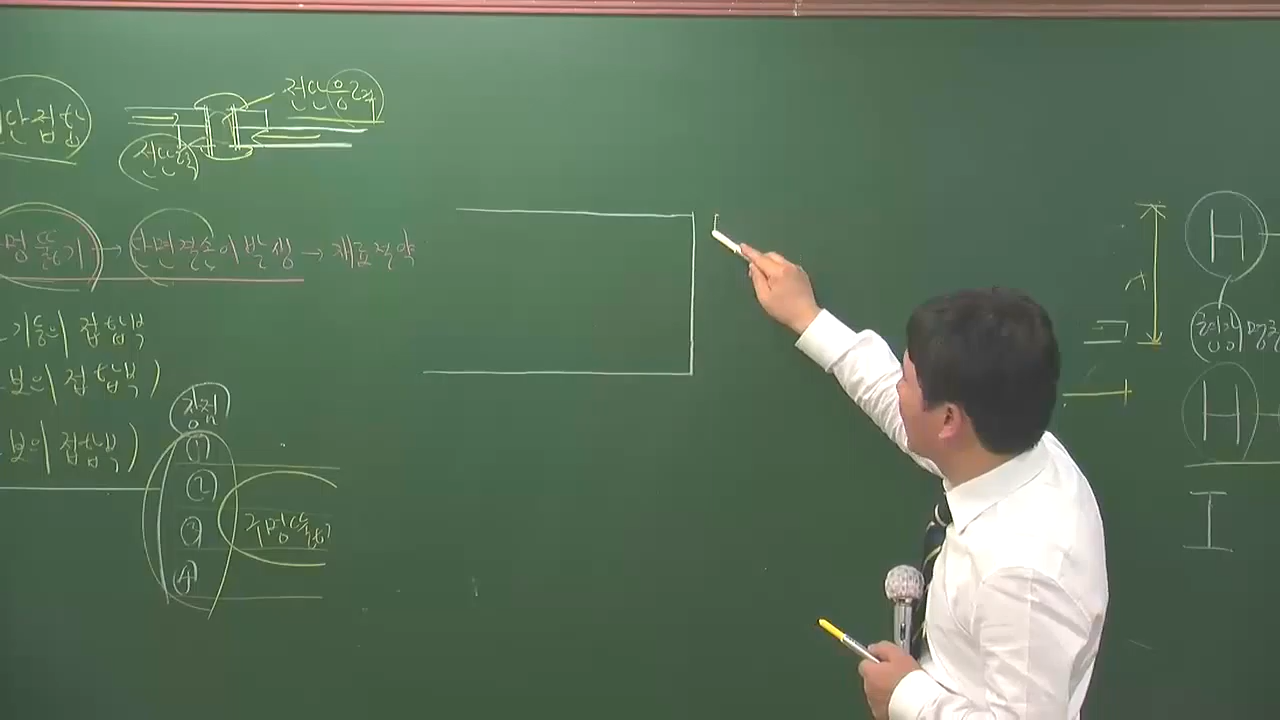 전단응력
단접합
전단력
멍뚫기 → 단면결손이 발생 → 재료절약
기둥의 접합부
보의 접합부)
보의 접합부)
장점
①
②
③
④
구멍뚫기
H
H
I